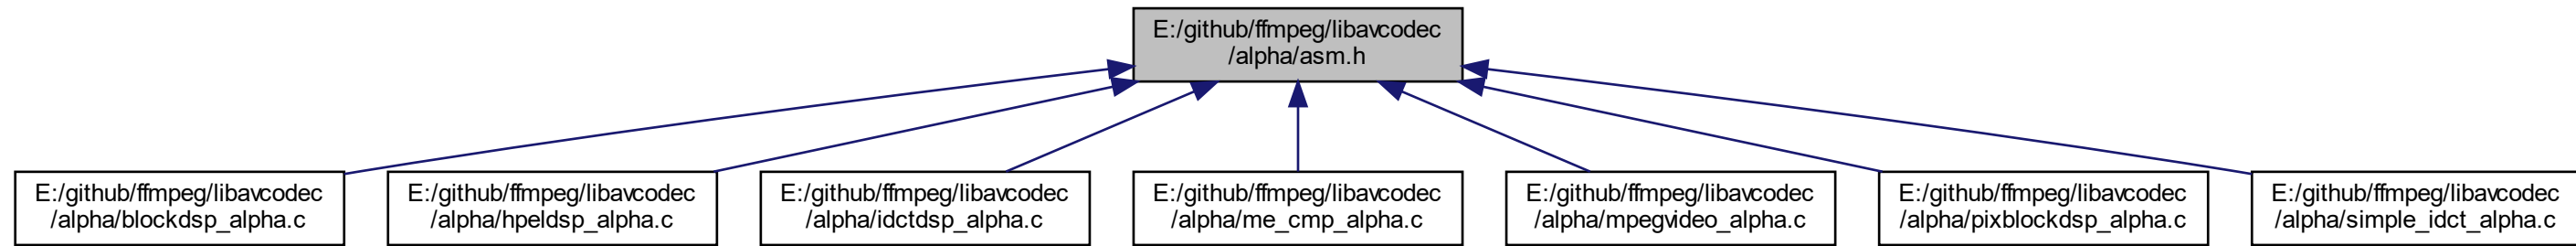 E:/github/ffmpeg/libavcodec
/alpha/asm.h
E:/github/ffmpeg/libavcodec
/alpha/blockdsp_alpha.c
E:/github/ffmpeg/libavcodec
/alpha/hpeldsp_alpha.c
E:/github/ffmpeg/libavcodec
/alpha/idctdsp_alpha.c
E:/github/ffmpeg/libavcodec
/alpha/me_cmp_alpha.c
E:/github/ffmpeg/libavcodec
/alpha/mpegvideo_alpha.c
E:/github/ffmpeg/libavcodec
/alpha/pixblockdsp_alpha.c
E:/github/ffmpeg/libavcodec
/alpha/simple_idct_alpha.c